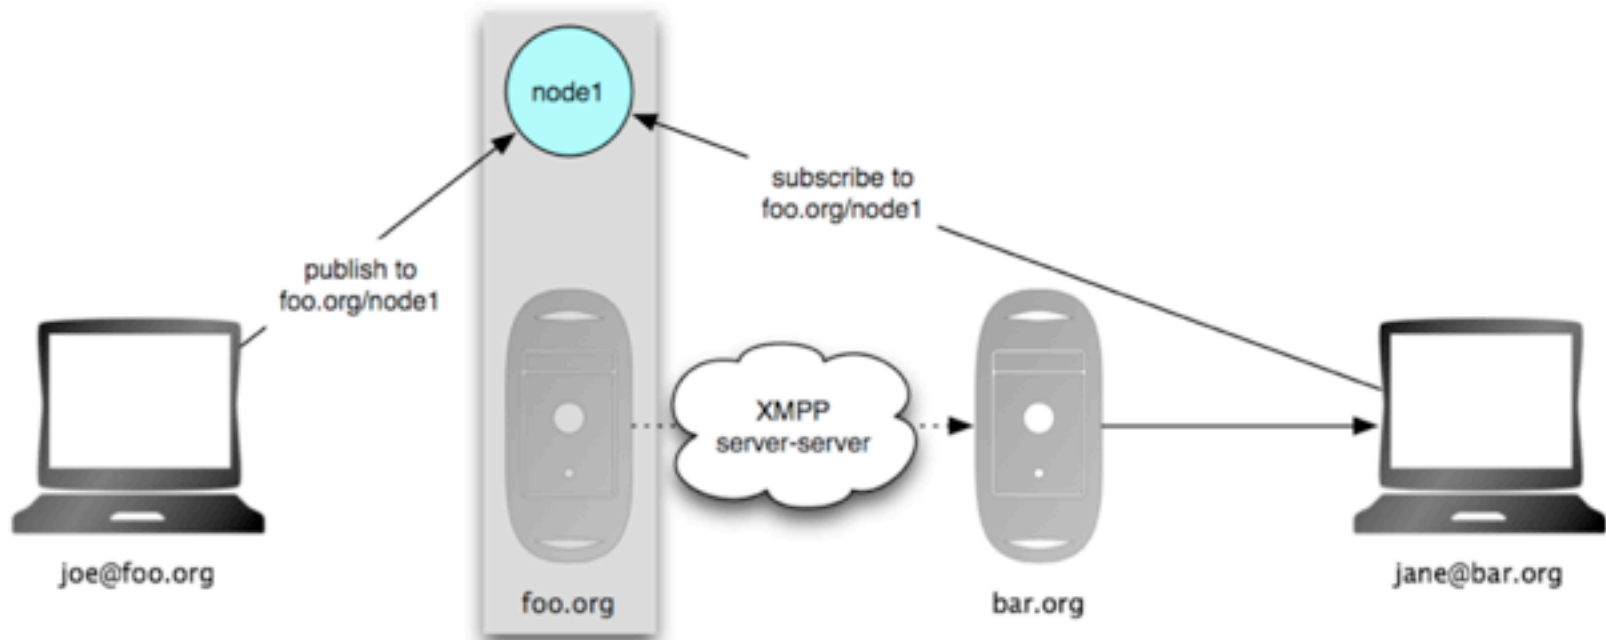 node1
subscribe to
foo.org/node1
publish to
foo.org/node1
XMPP
server-server
joe@foo.org
foo.org
bar.org
jane@bar.org